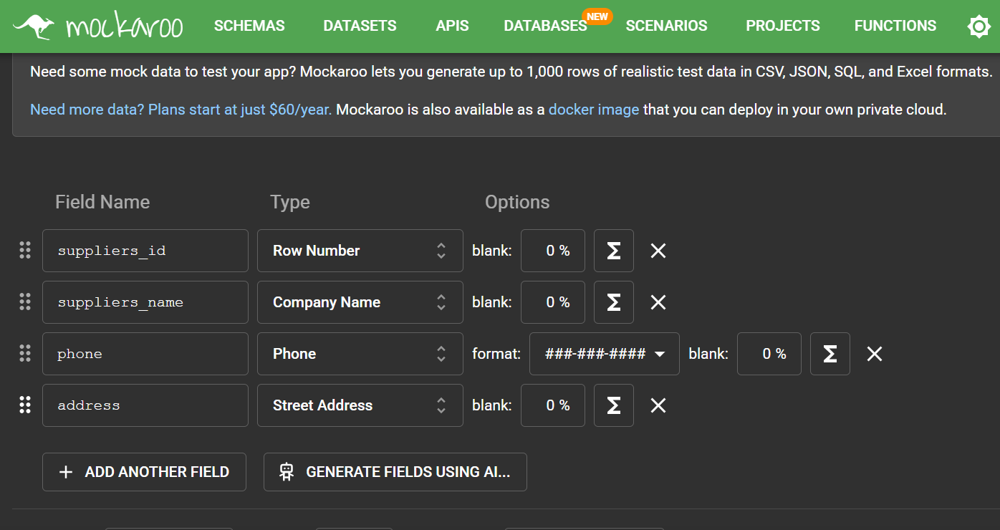 mockaroo SCHEMAS DATASETS APIS DATABASES NEW SCENARIOS PROJECTS FUNCTIONS
Need some mock data to test your app? Mockaroo lets you generate up to 1,000 rows of realistic test data in CSV, JSON, SQL, and Excel formats.
Need more data? Plans start at just $60/year. Mockaroo is also available as a docker image that you can deploy in your own private cloud.
Field Name Type Options
suppliers_id Row Number blank: 0 % Σ
suppliers_name Company Name blank: 0 % Σ
phone Phone format: ###-###-#### blank: 0 % Σ
address Street Address blank: 0 % Σ
+ ADD ANOTHER FIELD GENERATE FIELDS USING AI...